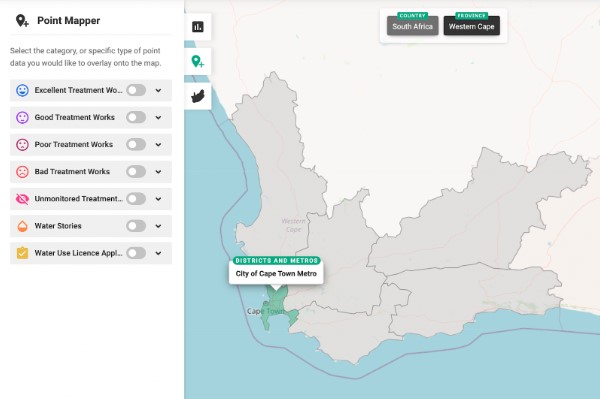 Point Mapper
Select the category, or specific type of point
data you would like to overlay onto the map.
Excellent Treatment Wo...
Good Treatment Works
Poor Treatment Works
Bad Treatment Works
Unmonitored Treatment...
Water Stories
Water Use Licence Appl...
COUNTRY
South Africa
PROVINCE
Western Cape
Western
Cape
DISTRICTS AND METROS
City of Cape Town Metro
Cape Town